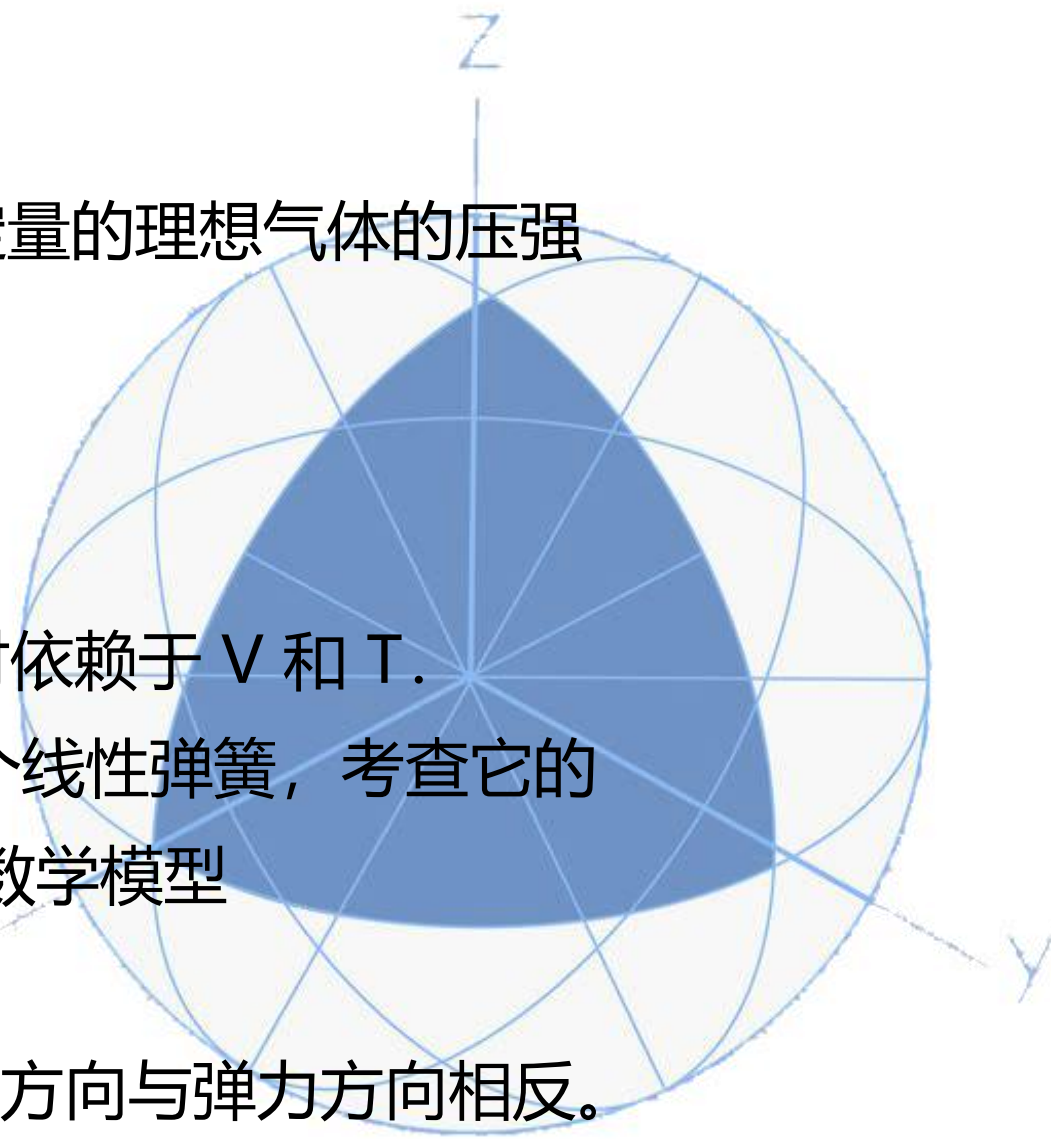 Z
量的理想气体的压强
依赖于 V 和 T.
线性弹簧，考查它的
数学模型
y
方向与弹力方向相反。